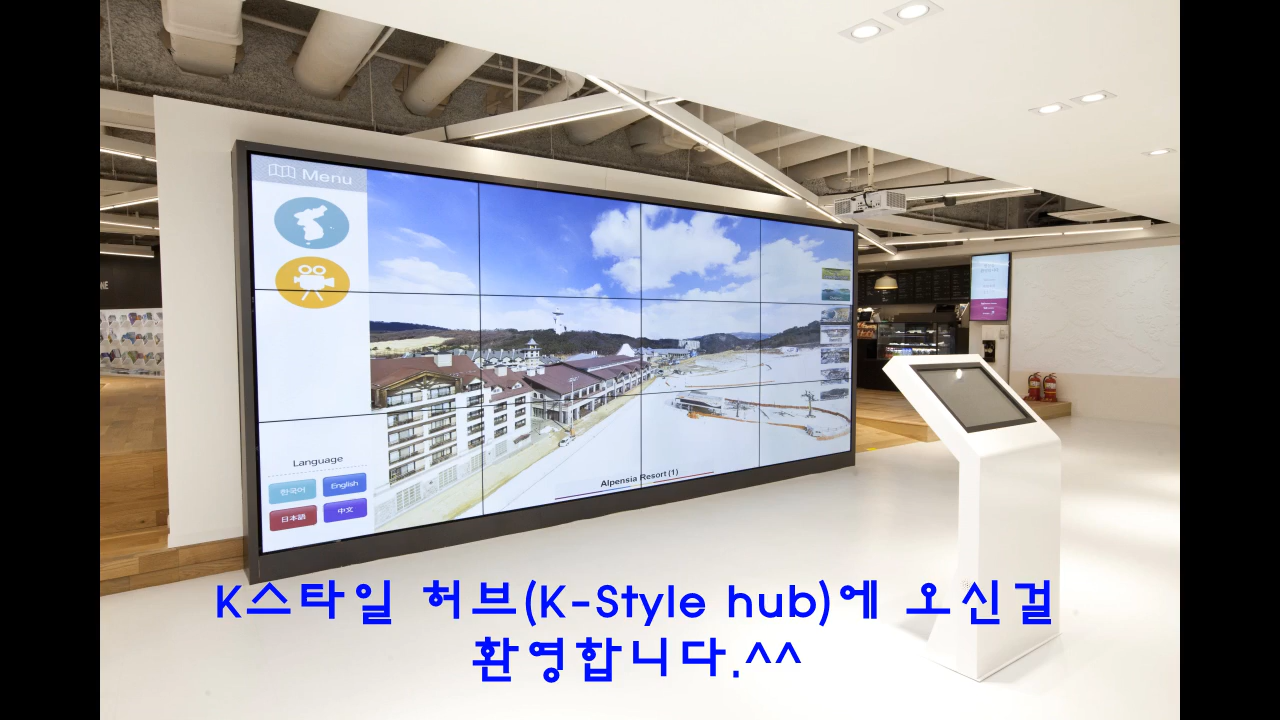 Menu
Language
한국어
English
日本語
中文
Alpensia Resort (1)
K스타일 허브(K-Style hub)에 오신걸
환영합니다.^^